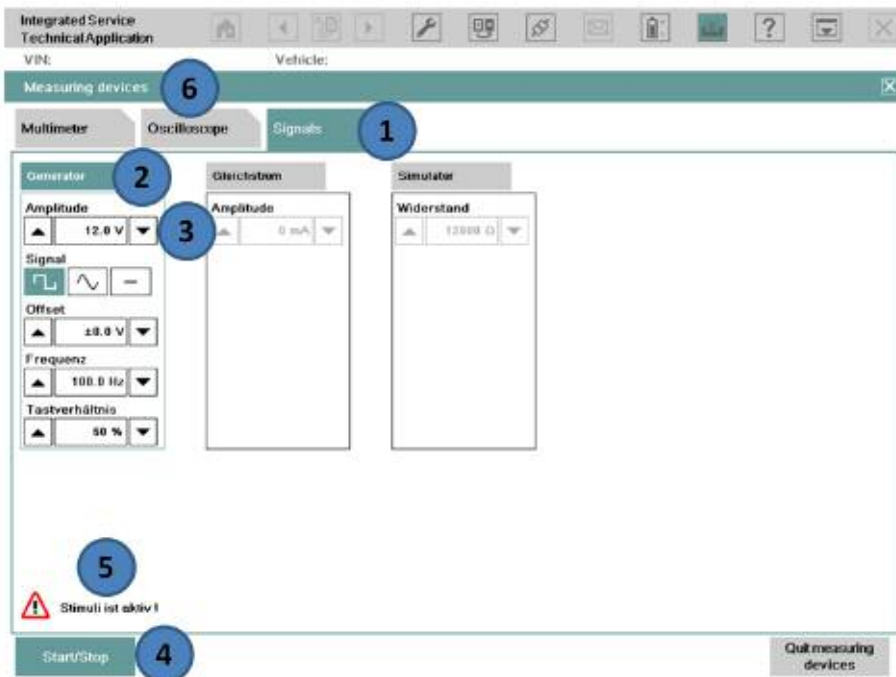 Integrated Service
Technical Application
?
VIN:
Vehicle:
Measuring devices
6
Multimeter
Oscilloscope
Signals
1
Generator
2
Gleichstrom
Simulator
Amplitude
12.0 V
3
Amplitude
0 mA
Widerstand
Signal
Offset
±0.0 V
Frequenz
100.0 Hz
Tastverhältnis
50 %
5
Stimuli ist aktiv !
Start/Stop
4
Quit measuring
devices